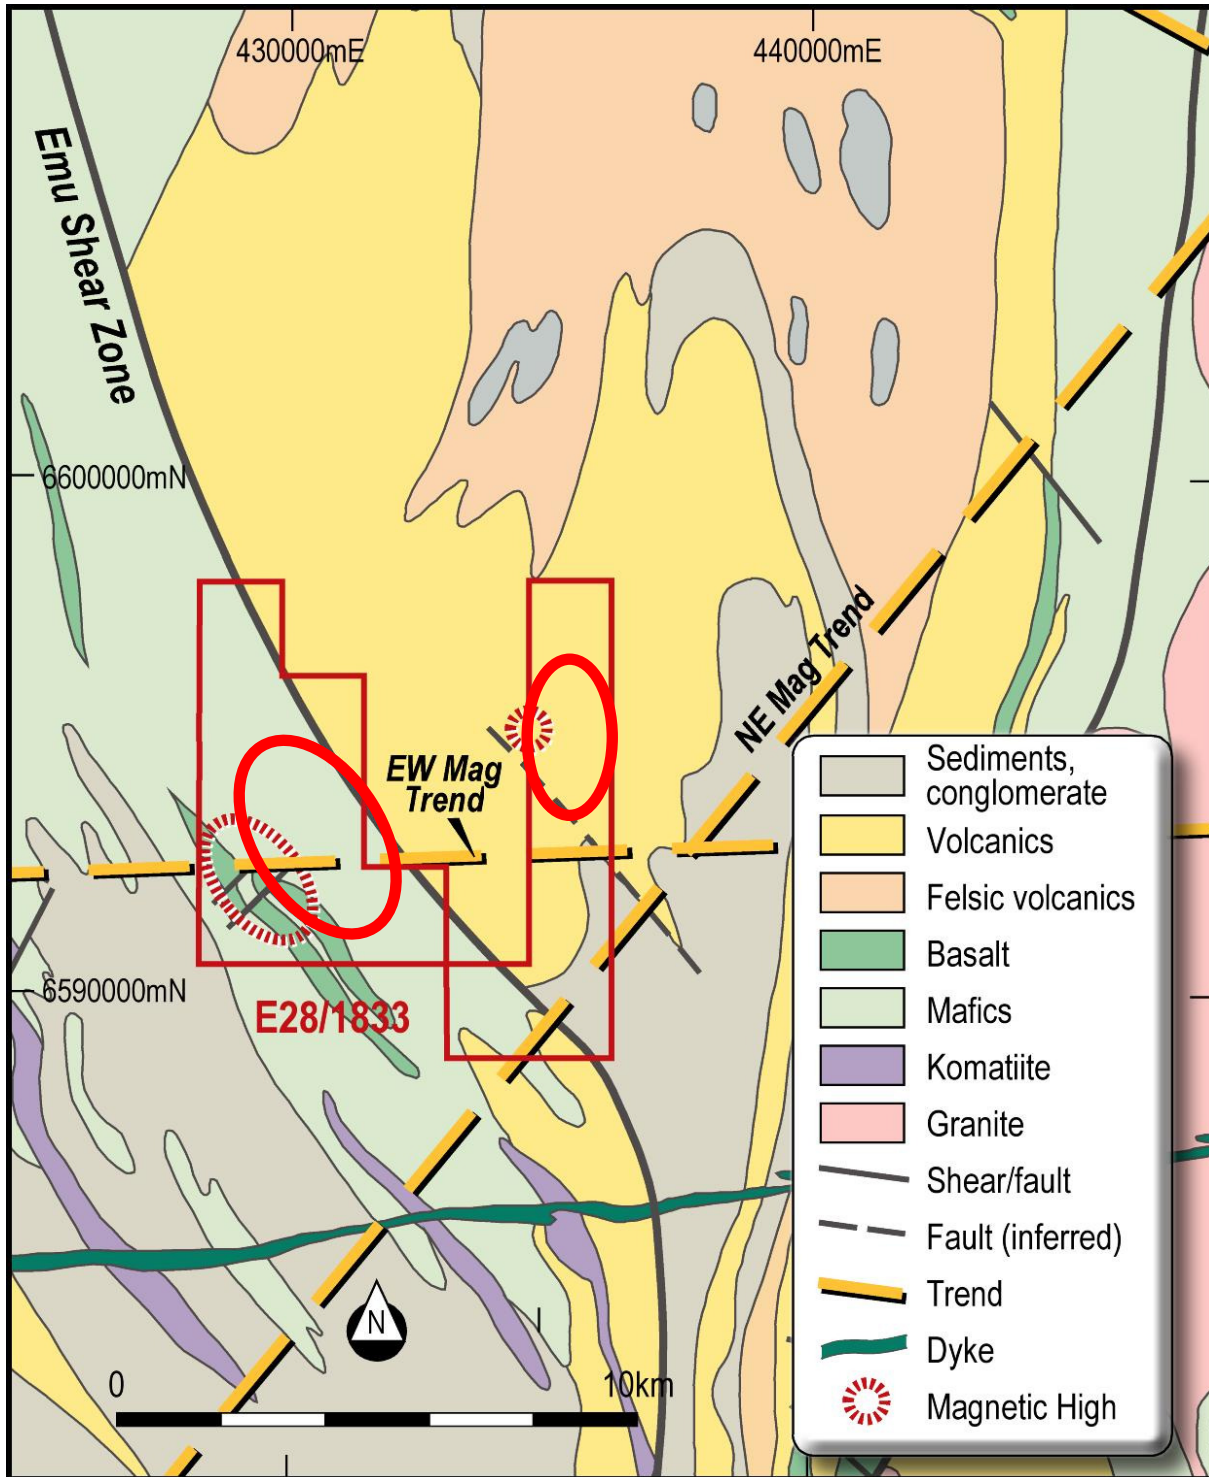 430000mE
440000mE
Emu Shear Zone
6600000mN
NE Mag Trend
EW Mag
Trend
6590000mN
E28/1833
Sediments,
conglomerate
Volcanics
Felsic volcanics
Basalt
Mafics
Komatiite
Granite
Shear/fault
Fault (inferred)
Trend
Dyke
Magnetic High
N
0
10km